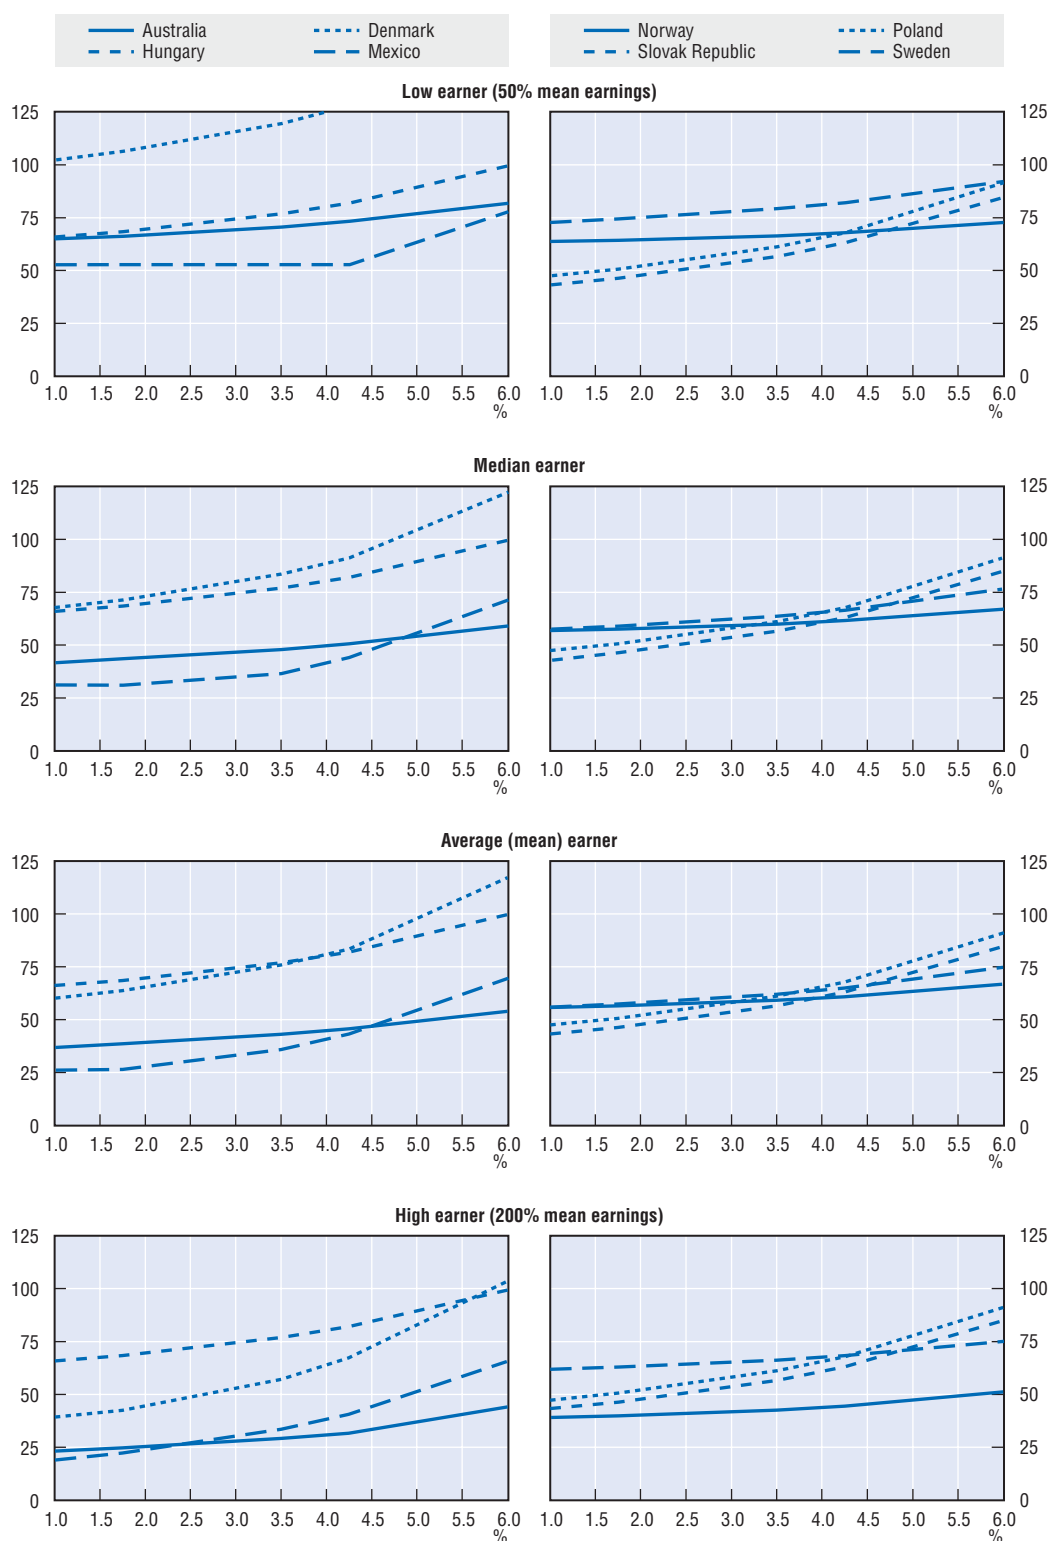 Australia Denmark Norway Poland
Hungary Mexico Slovak Republic Sweden
Low earner (50% mean earnings)
125 125
100 100
75 75
50 50
25 25
0 0
1.0 1.5 2.0 2.5 3.0 3.5 4.0 4.5 5.0 5.5 6.0 1.0 1.5 2.0 2.5 3.0 3.5 4.0 4.5 5.0 5.5 6.0
% %
Median earner
125 125
100 100
75 75
50 50
25 25
0 0
1.0 1.5 2.0 2.5 3.0 3.5 4.0 4.5 5.0 5.5 6.0 1.0 1.5 2.0 2.5 3.0 3.5 4.0 4.5 5.0 5.5 6.0
% %
Average (mean) earner
125 125
100 100
75 75
50 50
25 25
0 0
1.0 1.5 2.0 2.5 3.0 3.5 4.0 4.5 5.0 5.5 6.0 1.0 1.5 2.0 2.5 3.0 3.5 4.0 4.5 5.0 5.5 6.0
% %
High earner (200% mean earnings)
125 125
100 100
75 75
50 50
25 25
0 0
1.0 1.5 2.0 2.5 3.0 3.5 4.0 4.5 5.0 5.5 6.0 1.0 1.5 2.0 2.5 3.0 3.5 4.0 4.5 5.0 5.5 6.0
% %